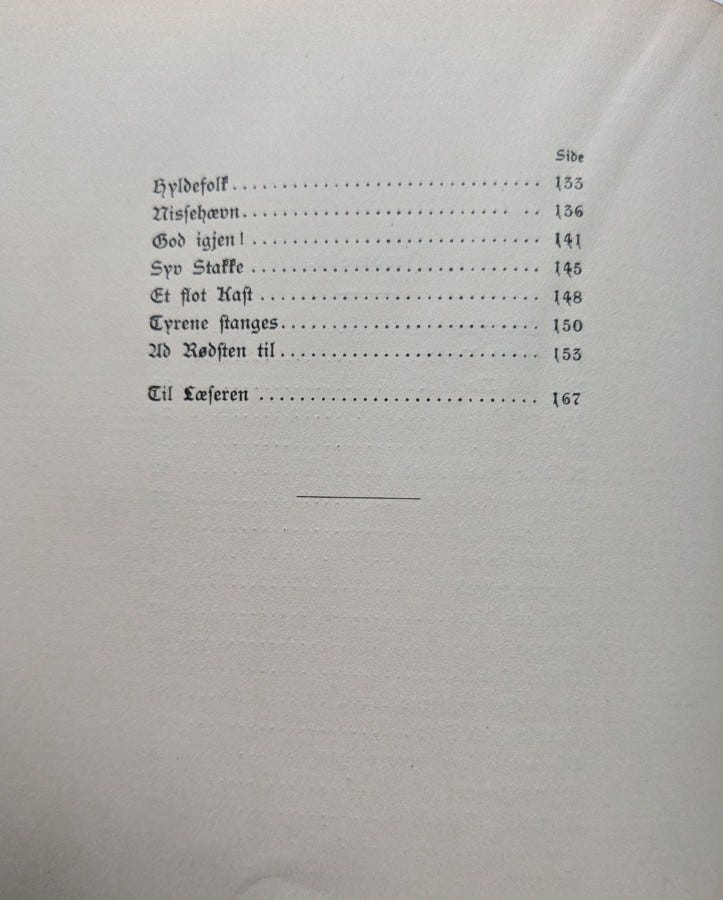 Side
Hyldefolk ............................... 133
Nissehævn .......................... .. 136
God igjen! ............................. 141
Syv Stakke ............................. 145
Et flot Kast ............................ 148
Tyrene stanges .......................... 150
Ad Rødsten til .......................... 153
Til Læseren ............................ 167